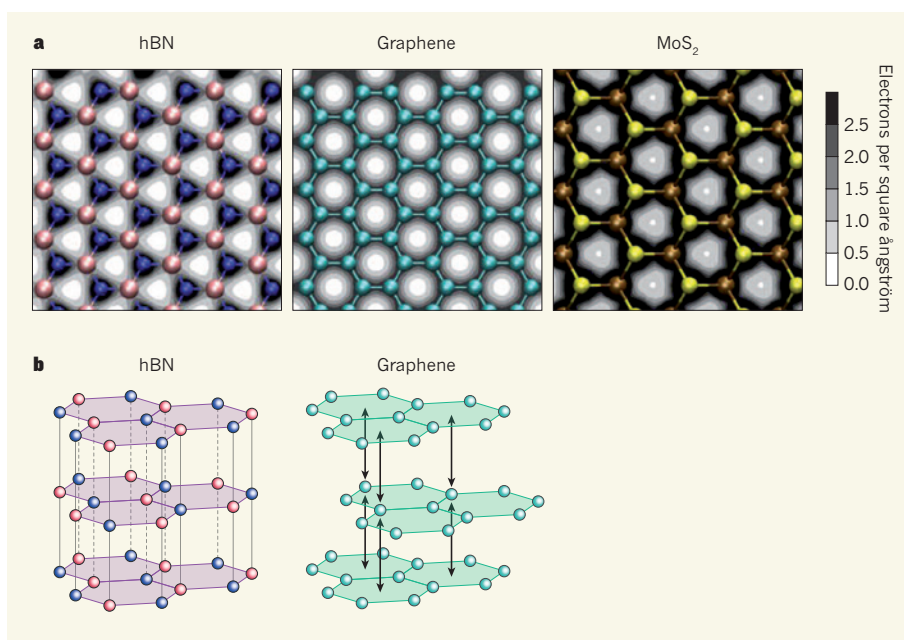 a
hBN
Graphene
MoS₂
2.5
2.0
1.5
1.0
0.5
0.0
Electrons per square ångström
b
hBN
Graphene